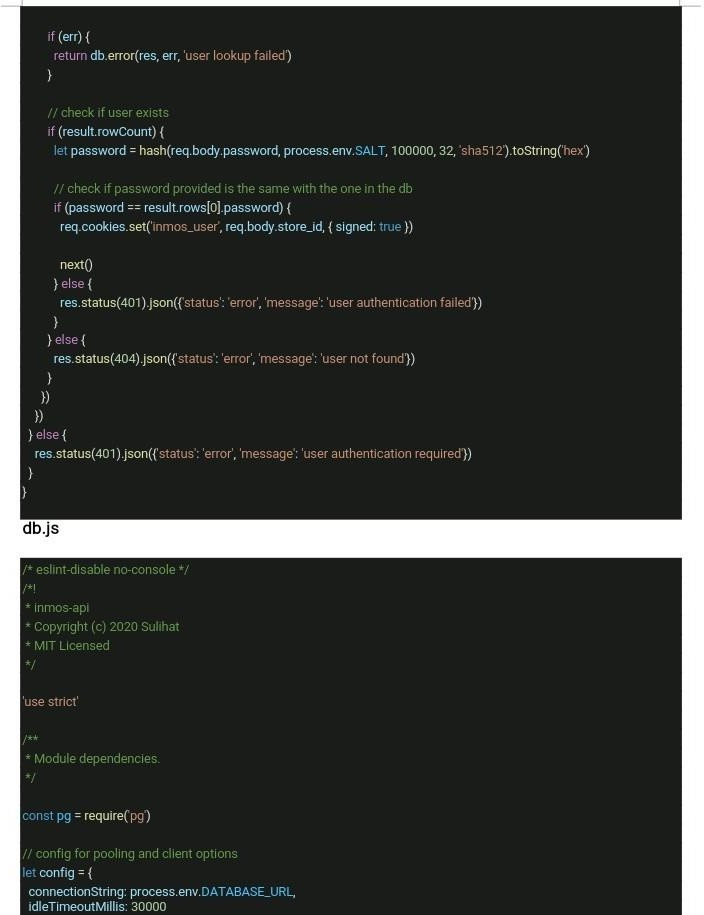 if (err) {
return db.error(res, err, 'user lookup failed')
}
// check if user exists
if (result.rowCount) {
let password = hash(req.body.password, process.env.SALT, 100000, 32, 'sha512').toString('hex')
// check if password provided is the same with the one in the db
if (password == result.rows[0].password) {
req.cookies.set('inmos_user', req.body.store_id, { signed: true })
next()
} else {
res.status(401).json({'status': 'error', 'message': 'user authentication failed'})
}
} else {
res.status(404).json({'status': 'error', 'message': 'user not found'})
}
})
})
} else {
res.status(401).json({'status': 'error', 'message': 'user authentication required'})
}
}
db.js
/* eslint-disable no-console */
/*!
* inmos-api
* Copyright (c) 2020 Sulihat
* MIT Licensed
*/
'use strict'
/**
* Module dependencies.
*/
const pg = require('pg')
// config for pooling and client options
let config = {
connectionString: process.env.DATABASE_URL,
idleTimeoutMillis: 30000